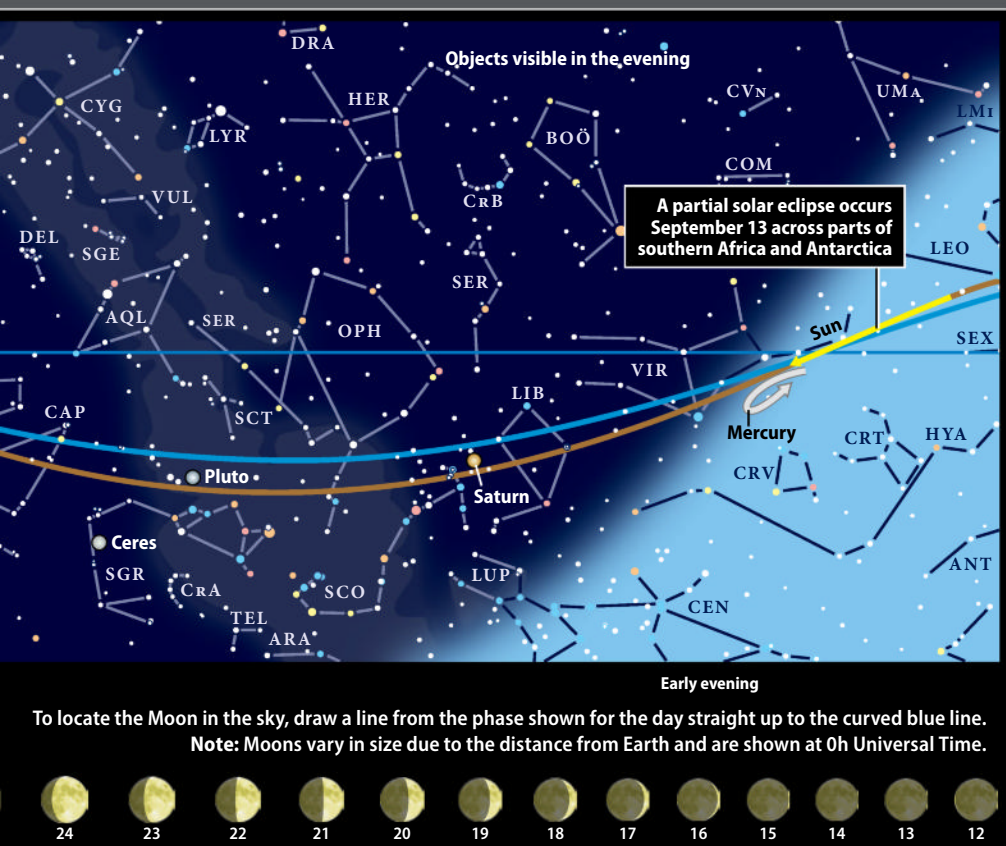 DRA
Objects visible in the evening
CYG
HER
CVN
UMA
LMI
LYR
BOÖ
COM
VUL
CRB
A partial solar eclipse occurs
September 13 across parts of
southern Africa and Antarctica
DEL
SGE
SER
LEO
AQL
SER
OPH
Sun
SEX
VIR
LIB
CAP
SCT
Mercury
CRT
HYA
CRV
Pluto
Saturn
Ceres
SGR
CRA
SCO
LUP
ANT
CEN
TEL
ARA
Early evening
To locate the Moon in the sky, draw a line from the phase shown for the day straight up to the curved blue line.
Note: Moons vary in size due to the distance from Earth and are shown at 0h Universal Time.
24 23 22 21 20 19 18 17 16 15 14 13 12